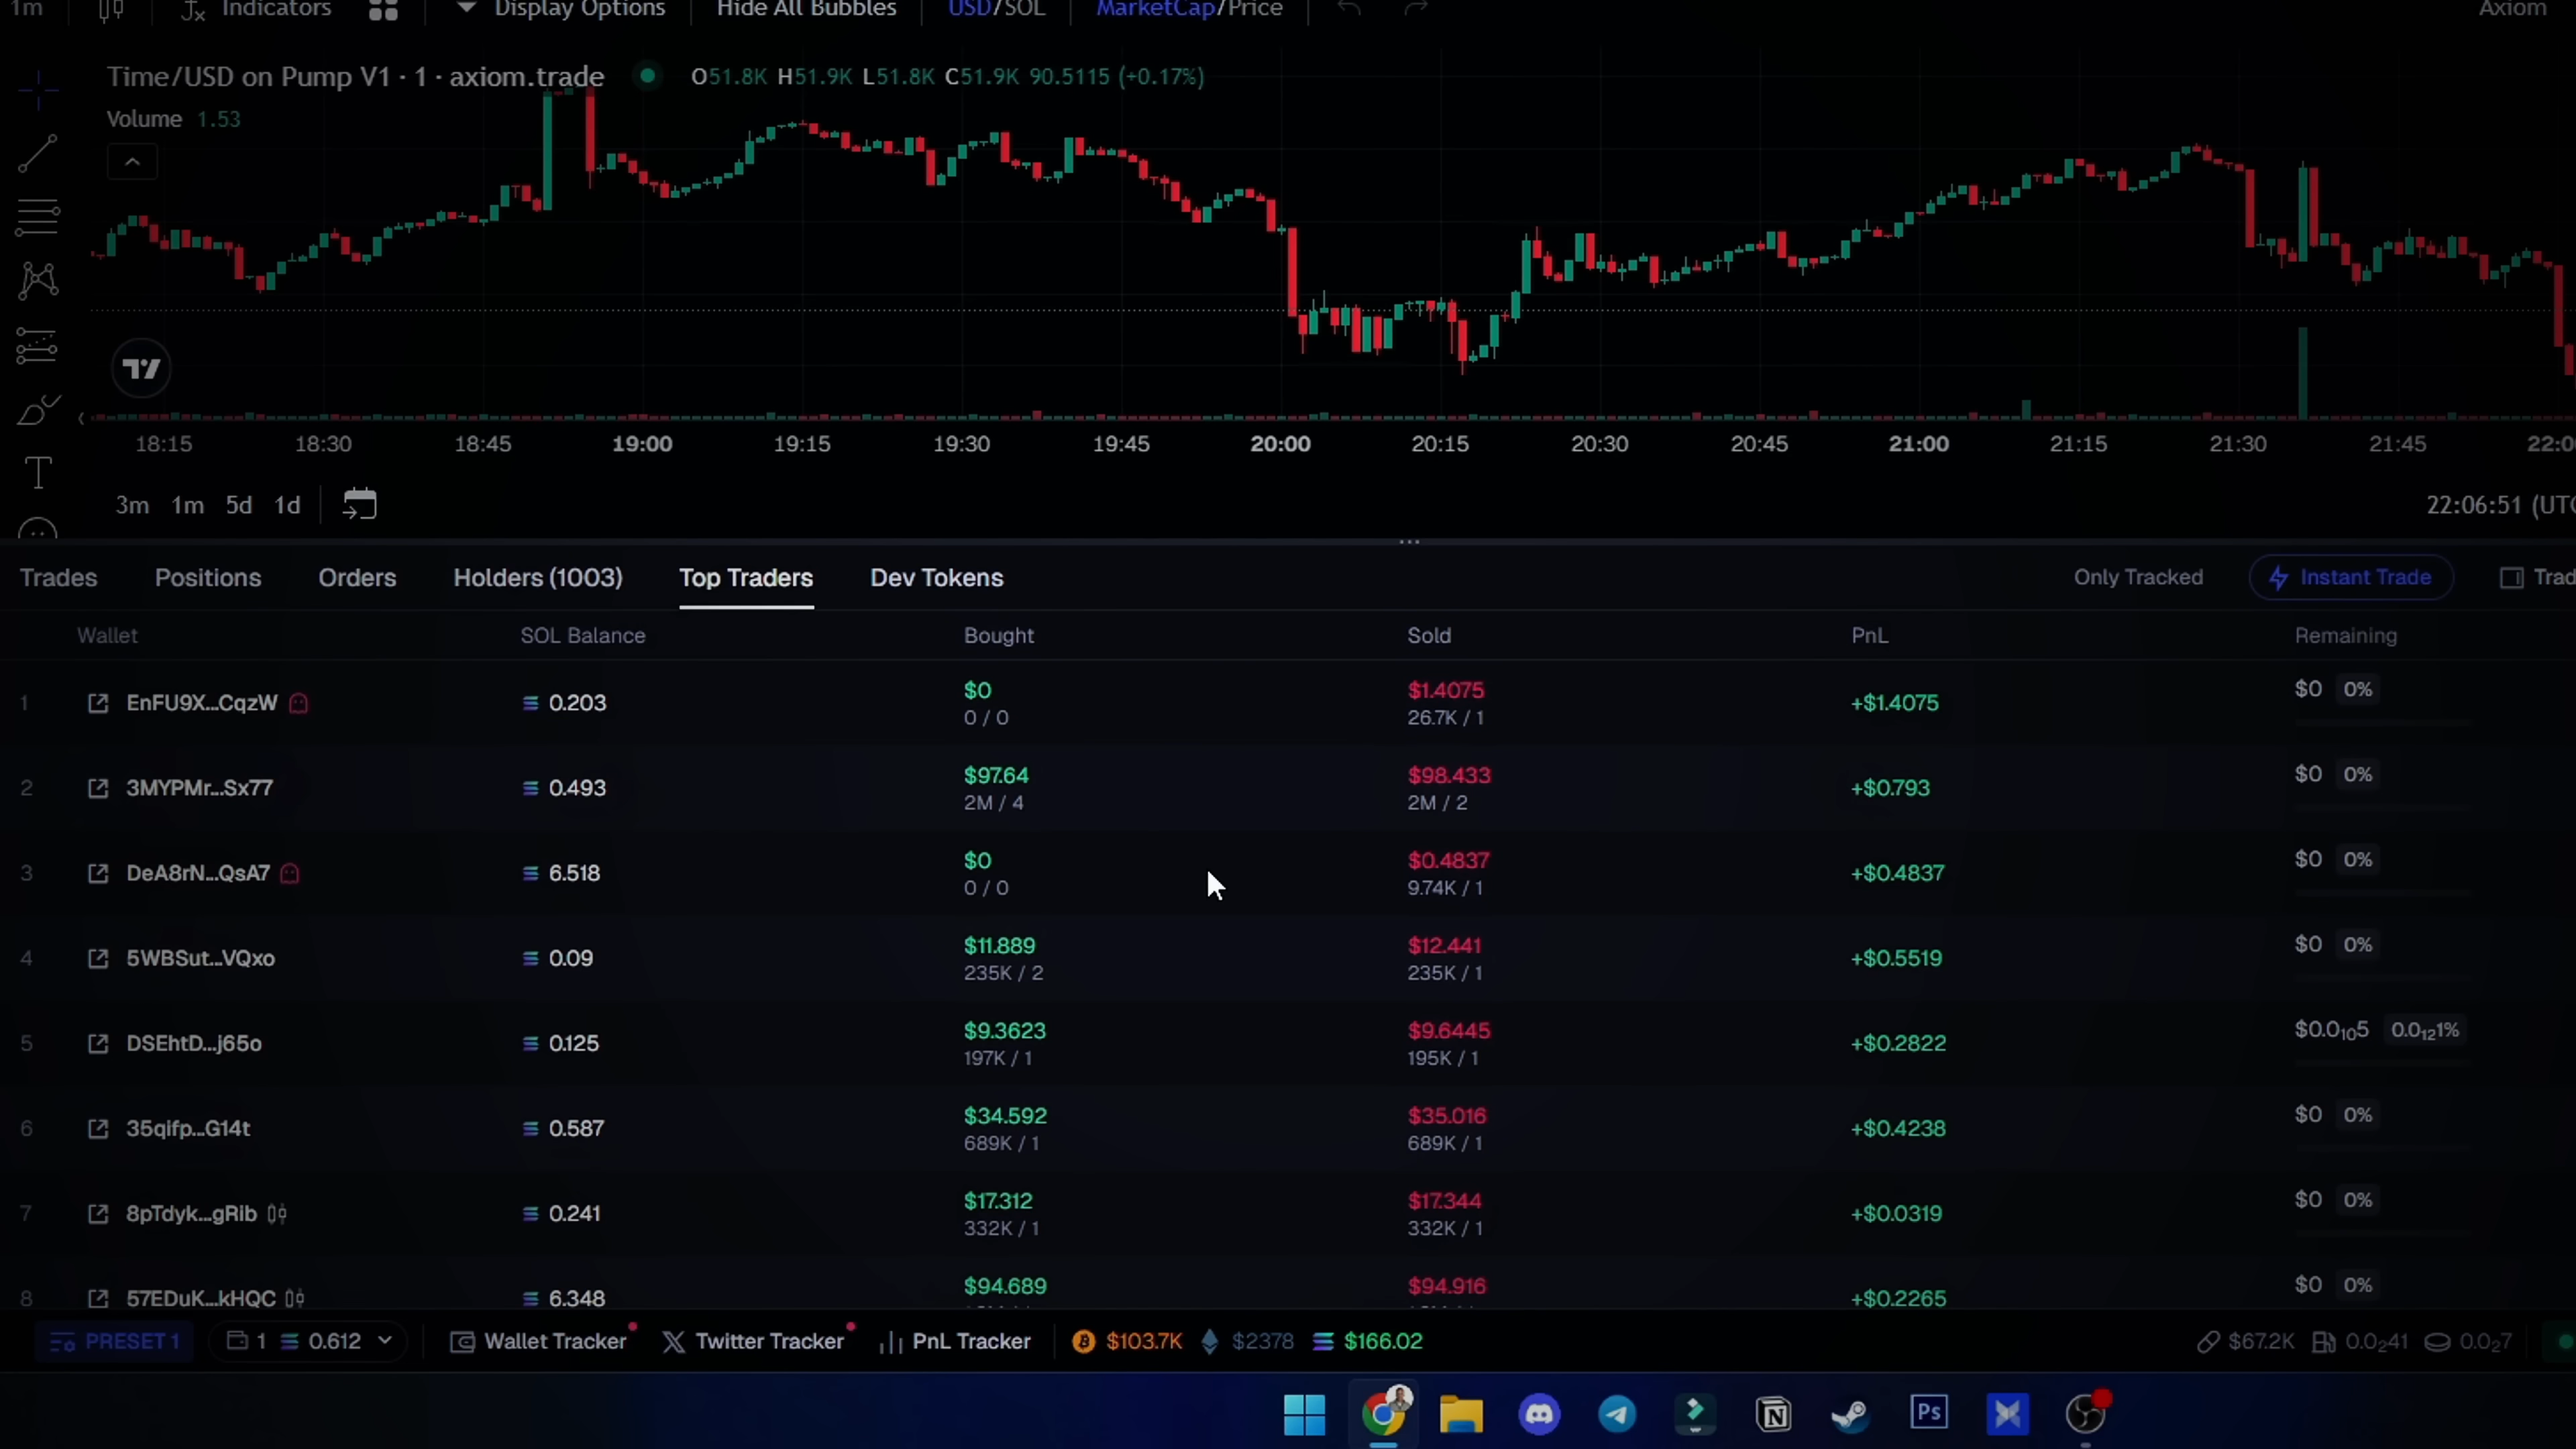 1m Indicators Display Options Hide All Bubbles USD/SOL MarketCap/Price Axiom
Time/USD on Pump V1 · 1 · axiom.trade O51.8K H51.9K L51.8K C51.9K 90.5115 (+0.17%)
Volume 1.53
18:15 18:30 18:45 19:00 19:15 19:30 19:45 20:00 20:15 20:30 20:45 21:00 21:15 21:30 21:45 22:0
3m 1m 5d 1d 22:06:51 (UTC
Trades Positions Orders Holders (1003) Top Traders Dev Tokens Only Tracked Instant Trade Trad
Wallet SOL Balance Bought Sold PnL Remaining
1 EnFU9X...CqzW 0.203 $0 $1.4075 +$1.4075 $0 0%
0 / 0 26.7K / 1
2 3MYPMr...Sx77 0.493 $97.64 $98.433 +$0.793 $0 0%
2M / 4 2M / 2
3 DeA8rN...QsA7 6.518 $0 $0.4837 +$0.4837 $0 0%
0 / 0 9.74K / 1
4 5WBSut...VQxo 0.09 $11.889 $12.441 +$0.5519 $0 0%
235K / 2 235K / 1
5 DSEhtD...j65o 0.125 $9.3623 $9.6445 +$0.2822 $0.0₁₀5 0.0₁₂1%
197K / 1 195K / 1
6 35qifp...G14t 0.587 $34.592 $35.016 +$0.4238 $0 0%
689K / 1 689K / 1
7 8pTdyk...gRib 0.241 $17.312 $17.344 +$0.0319 $0 0%
332K / 1 332K / 1
8 57EDuK...kHQC 6.348 $94.689 $94.916 +$0.2265 $0 0%
PRESET 1 1 0.612 Wallet Tracker Twitter Tracker PnL Tracker $103.7K $2378 $166.02 $67.2K 0.0₂41 0.0₂7
Ps